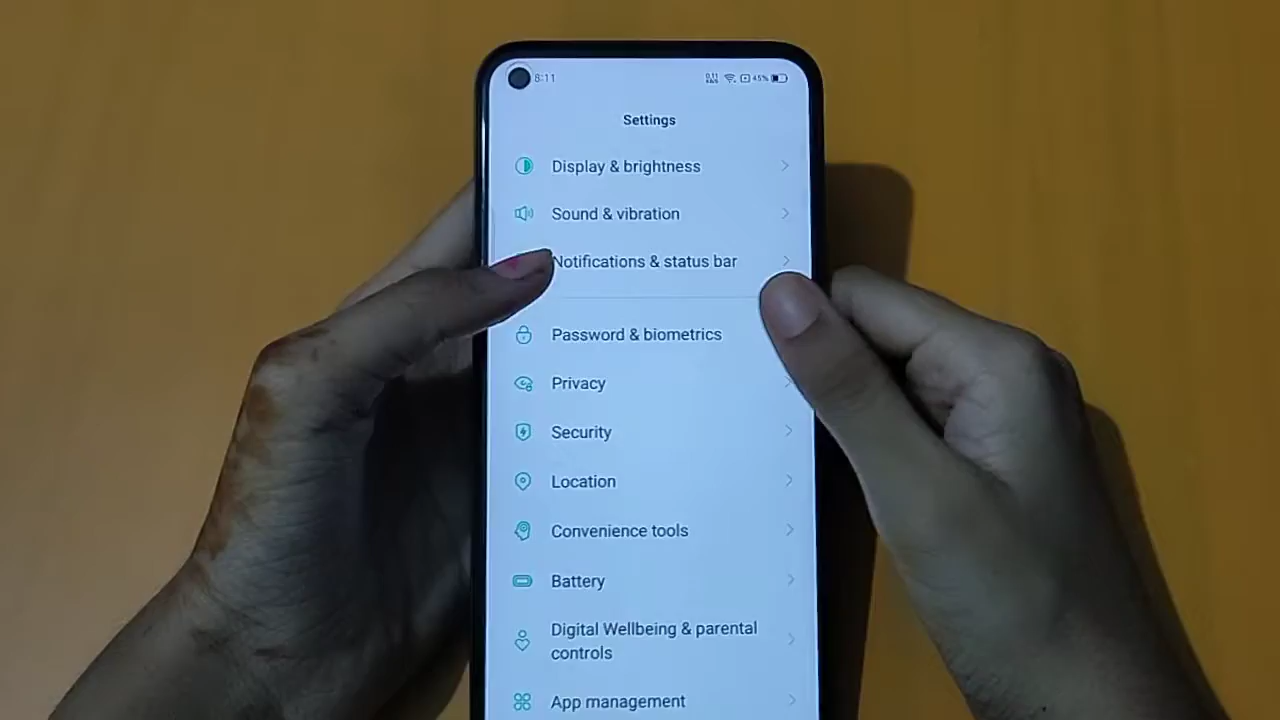 8:11
45%
Settings
Display & brightness
Sound & vibration
Notifications & status bar
Password & biometrics
Privacy
Security
Location
Convenience tools
Battery
Digital Wellbeing & parental
controls
App management